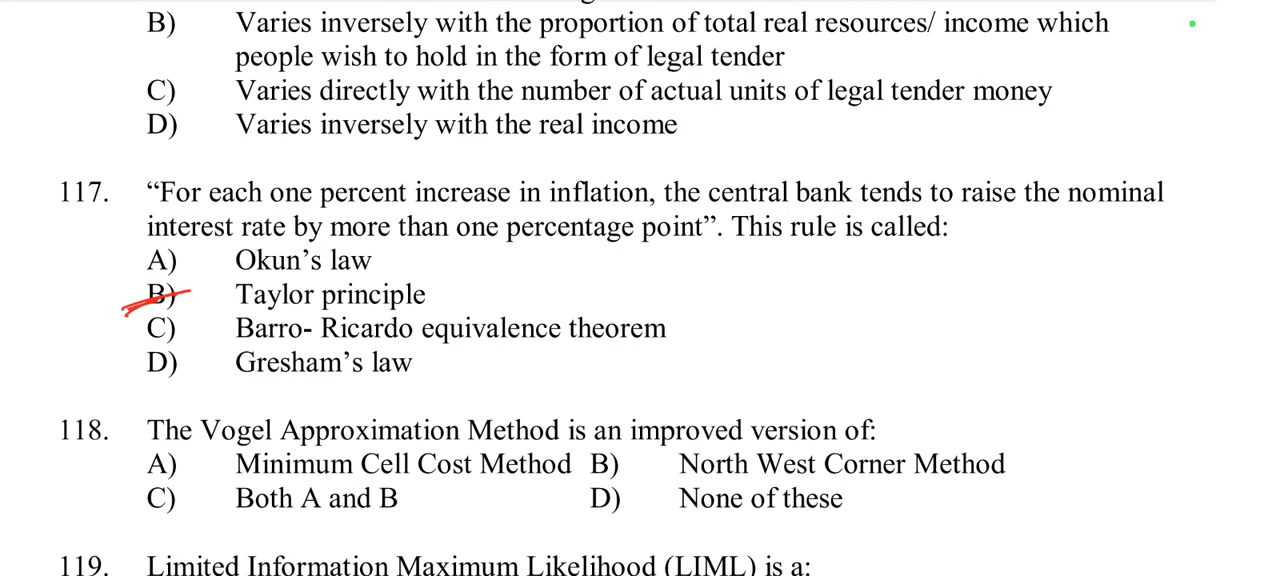 B) Varies inversely with the proportion of total real resources/ income which
people wish to hold in the form of legal tender
C) Varies directly with the number of actual units of legal tender money
D) Varies inversely with the real income
117. “For each one percent increase in inflation, the central bank tends to raise the nominal
interest rate by more than one percentage point”. This rule is called:
A) Okun’s law
B) Taylor principle
C) Barro- Ricardo equivalence theorem
D) Gresham’s law
118. The Vogel Approximation Method is an improved version of:
A) Minimum Cell Cost Method B) North West Corner Method
C) Both A and B D) None of these
119. Limited Information Maximum Likelihood (LIML) is a: